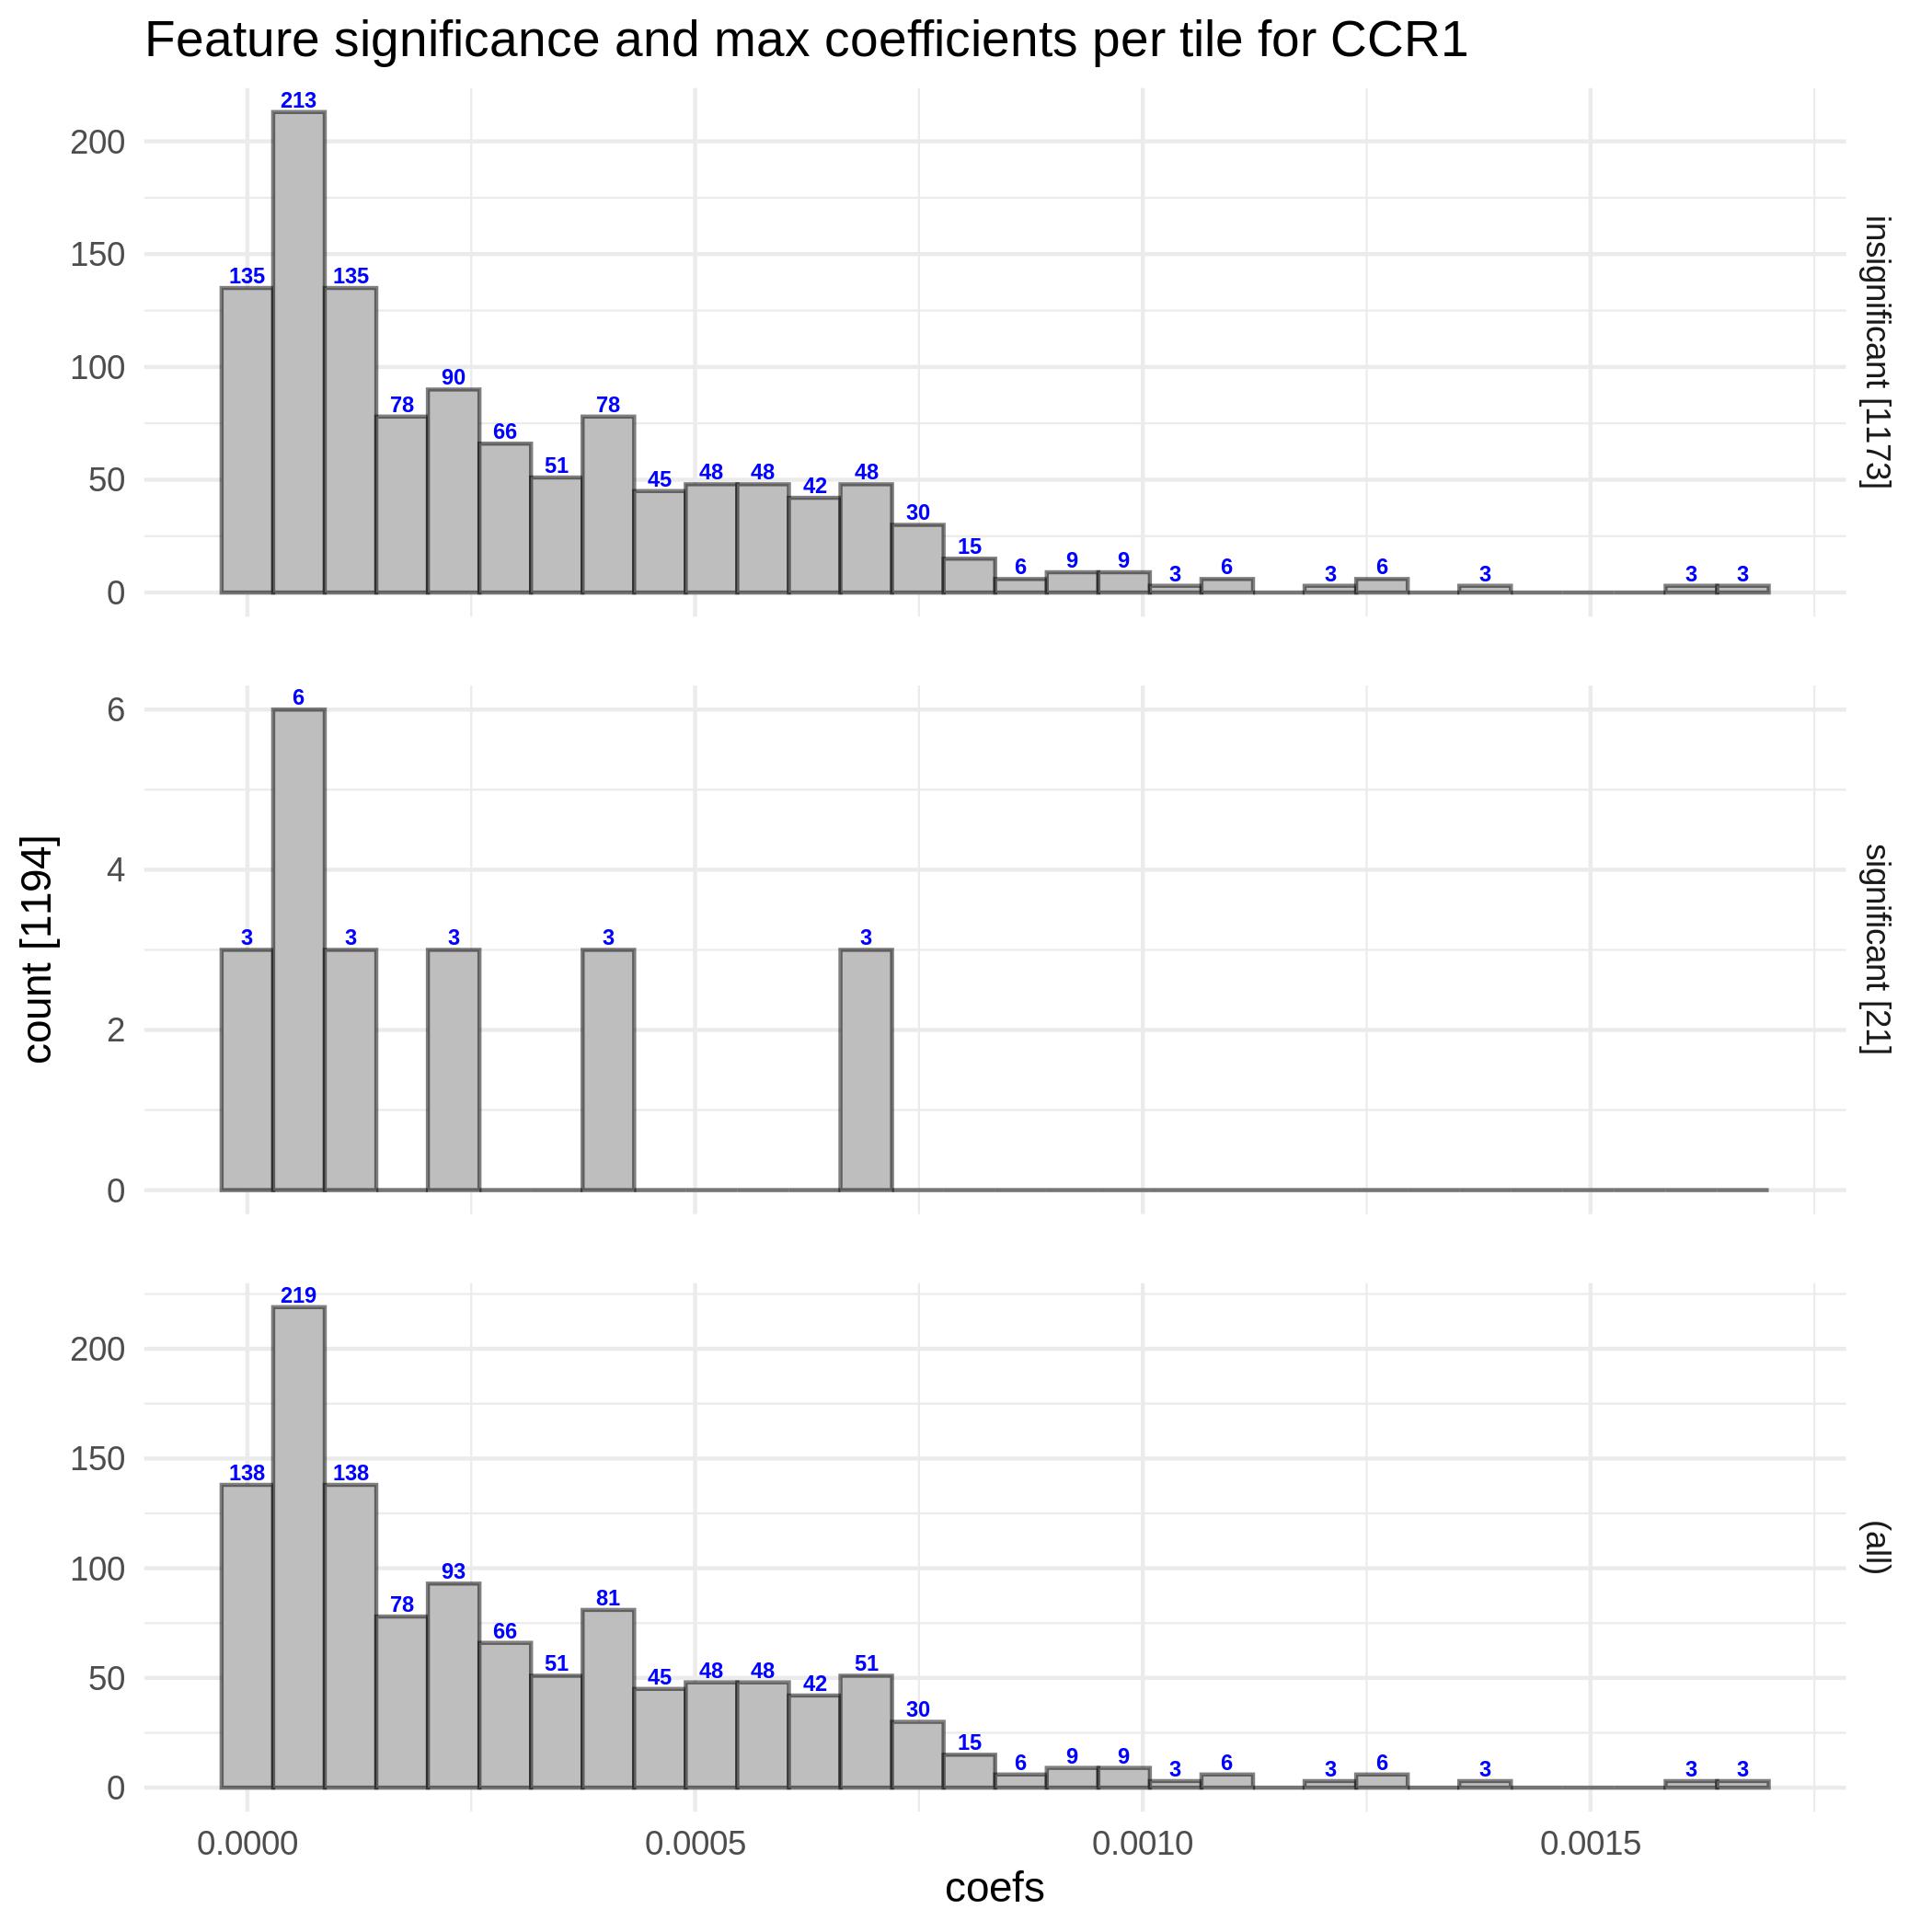 Feature significance and max coefficients per tile for CCR1
213
200
150
135 135
100
90
78 78
66
51
50
45 48 48 42 48
30
15
6 9 9 3 6 3 6 3 3 3
0
insignificant [1173]
6
6
4
3 3 3 3 3
2
0
significant [21]
count [1194]
219
200
150
138 138
100
93
78 81
66
51 51
50
45 48 48 42
30
15
6 9 9 3 6 3 6 3 3 3
0
(all)
0.0000 0.0005 0.0010 0.0015
coefs